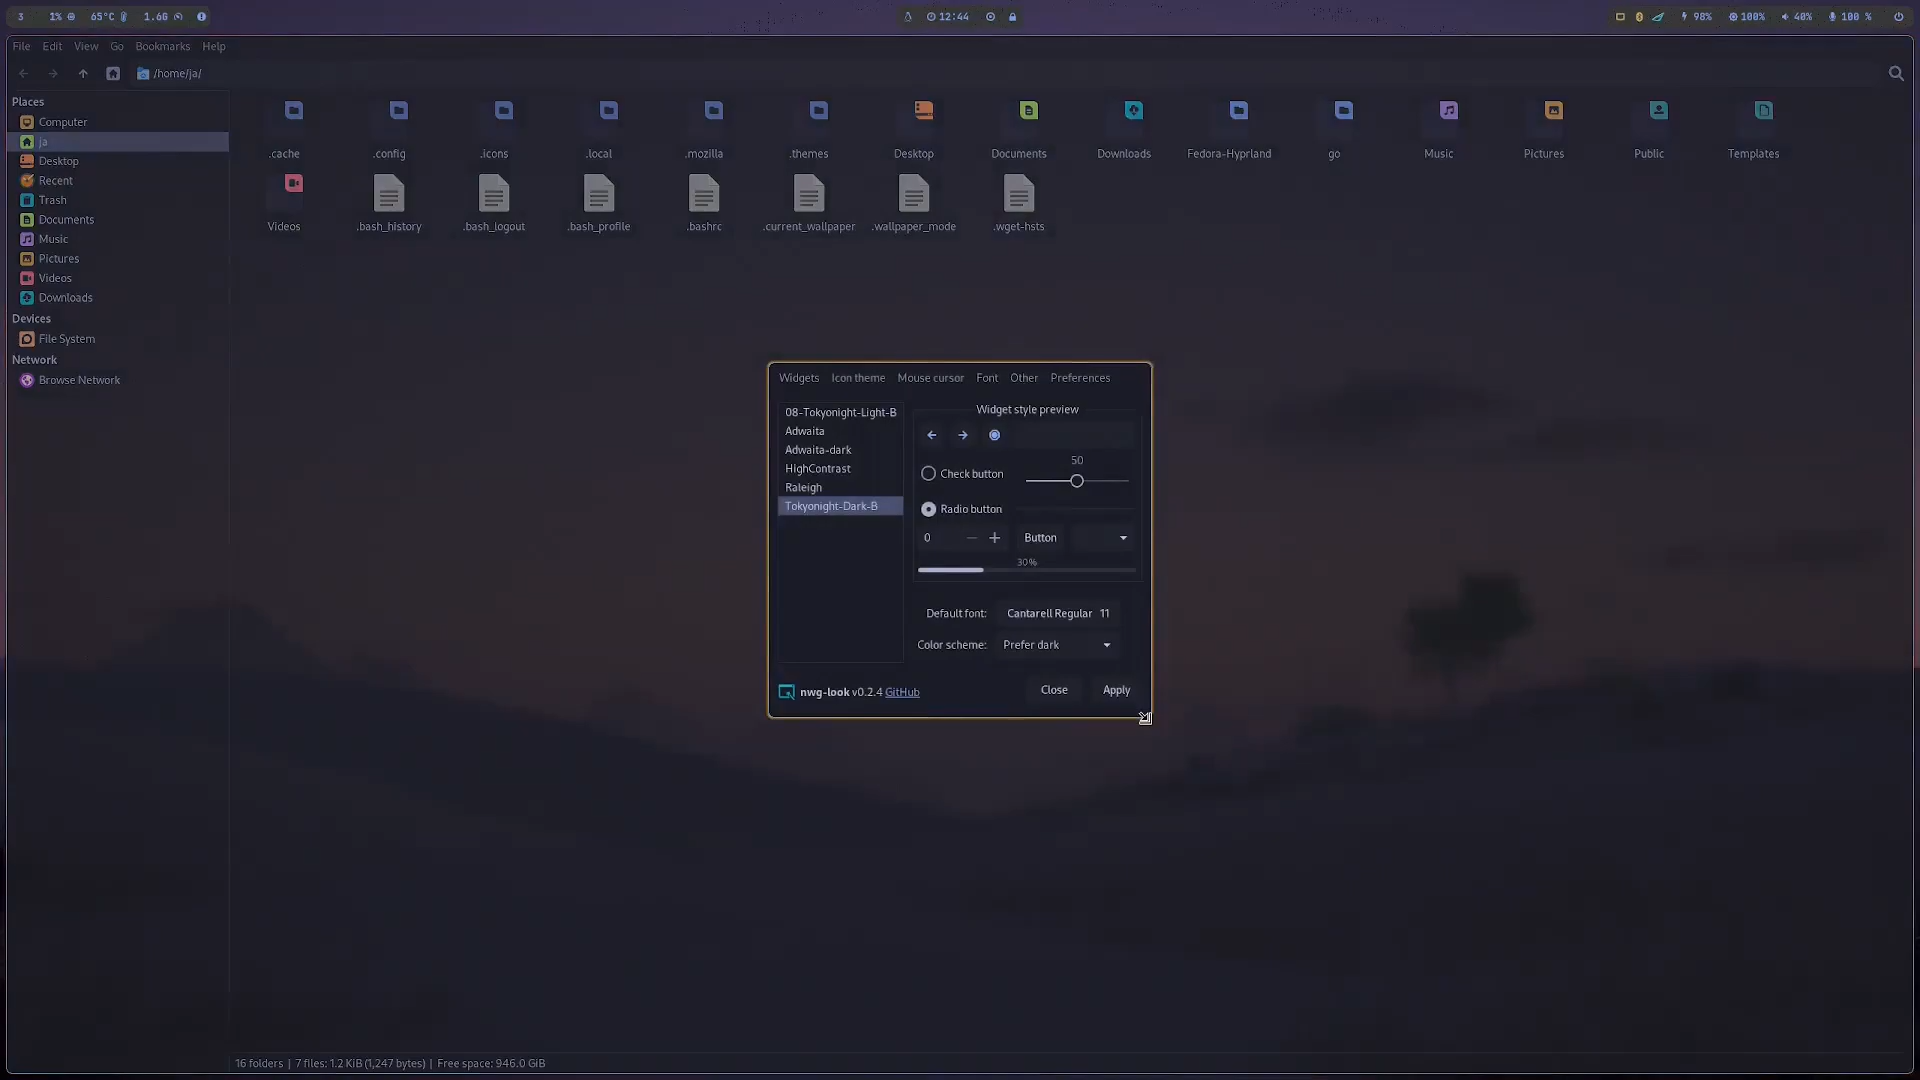 3 1% 65°C 1.6G 12:44 98% 100% 40% 100 %
File Edit View Go Bookmarks Help
/home/ja/
Places
Computer
ja
Desktop
Recent
Trash
Documents
Music
Pictures
Videos
Downloads
Devices
File System
Network
Browse Network
.cache .config .icons .local .mozilla .themes Desktop Documents Downloads Fedora-Hyprland go Music Pictures Public Templates
Videos .bash_history .bash_logout .bash_profile .bashrc .current_wallpaper .wallpaper_mode .wget-hsts
Widgets Icon theme Mouse cursor Font Other Preferences
08-Tokyonight-Light-B
Adwaita
Adwaita-dark
HighContrast
Raleigh
Tokyonight-Dark-B
Widget style preview
50
Check button
Radio button
0 Button
30%
Default font: Cantarell Regular 11
Color scheme: Prefer dark
nwg-look v0.2.4 GitHub Close Apply
16 folders | 7 files: 1.2 KiB (1,247 bytes) | Free space: 946.0 GiB